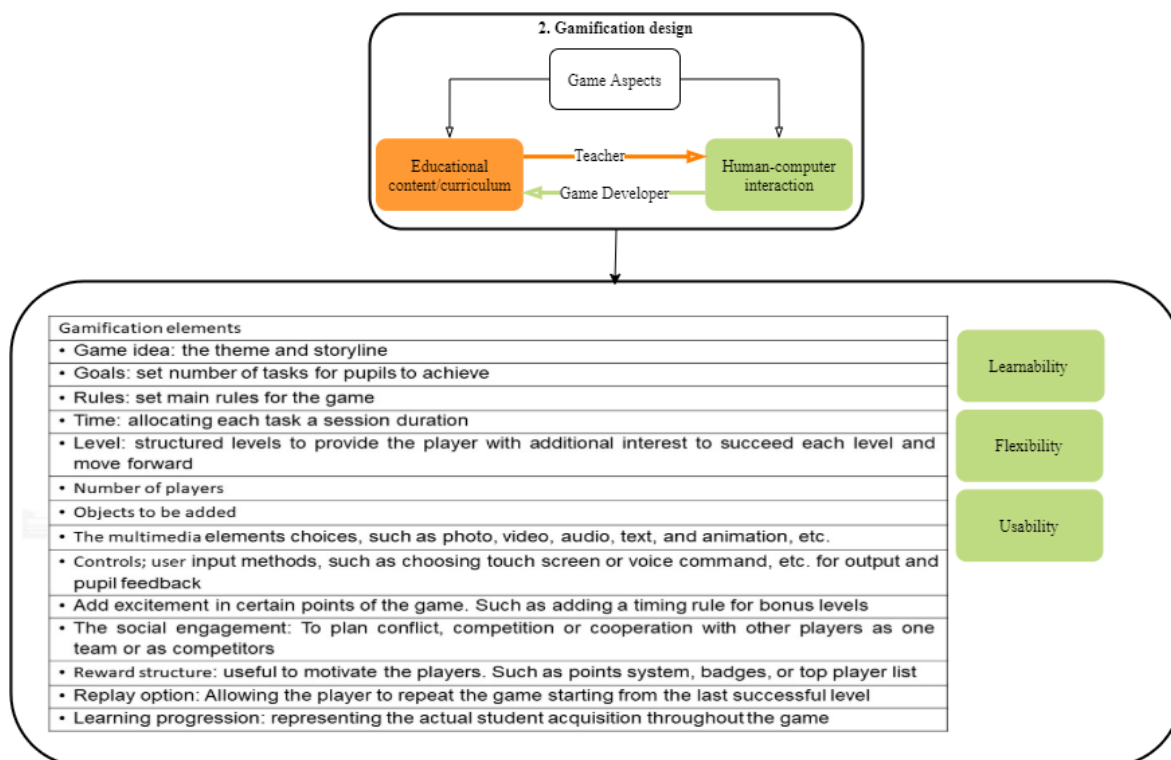 2. Gamification design
Game Aspects
Educational
content/curriculum
Teacher
Game Developer
Human-computer
interaction
Gamification elements
• Game idea: the theme and storyline
• Goals: set number of tasks for pupils to achieve
• Rules: set main rules for the game
• Time: allocating each task a session duration
• Level: structured levels to provide the player with additional interest to succeed each level and
move forward
• Number of players
• Objects to be added
• The multimedia elements choices, such as photo, video, audio, text, and animation, etc.
• Controls; user input methods, such as choosing touch screen or voice command, etc. for output and
pupil feedback
• Add excitement in certain points of the game. Such as adding a timing rule for bonus levels
• The social engagement: To plan conflict, competition or cooperation with other players as one
team or as competitors
• Reward structure: useful to motivate the players. Such as points system, badges, or top player list
• Replay option: Allowing the player to repeat the game starting from the last successful level
• Learning progression: representing the actual student acquisition throughout the game
Learnability
Flexibility
Usability